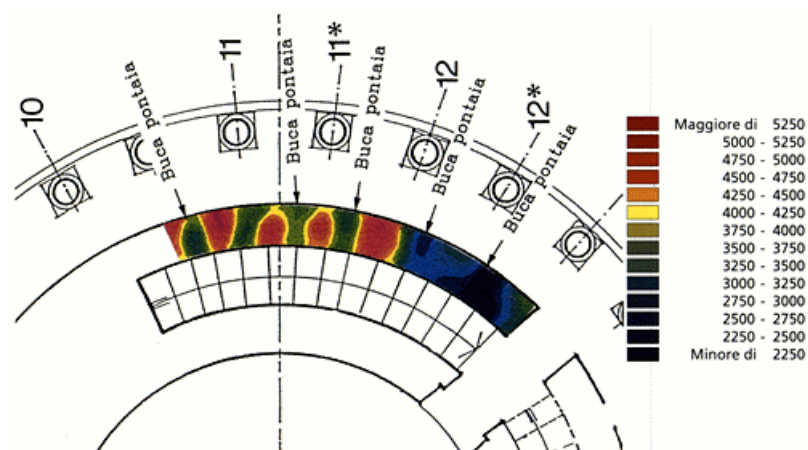 10
11
11*
12
12*
Buca pontaia
Buca pontaia
Buca pontaia
Buca pontaia
Buca pontaia
Maggiore di 5250
5000 - 5250
4750 - 5000
4500 - 4750
4250 - 4500
4000 - 4250
3750 - 4000
3500 - 3750
3250 - 3500
3000 - 3250
2750 - 3000
2500 - 2750
2250 - 2500
Minore di 2250